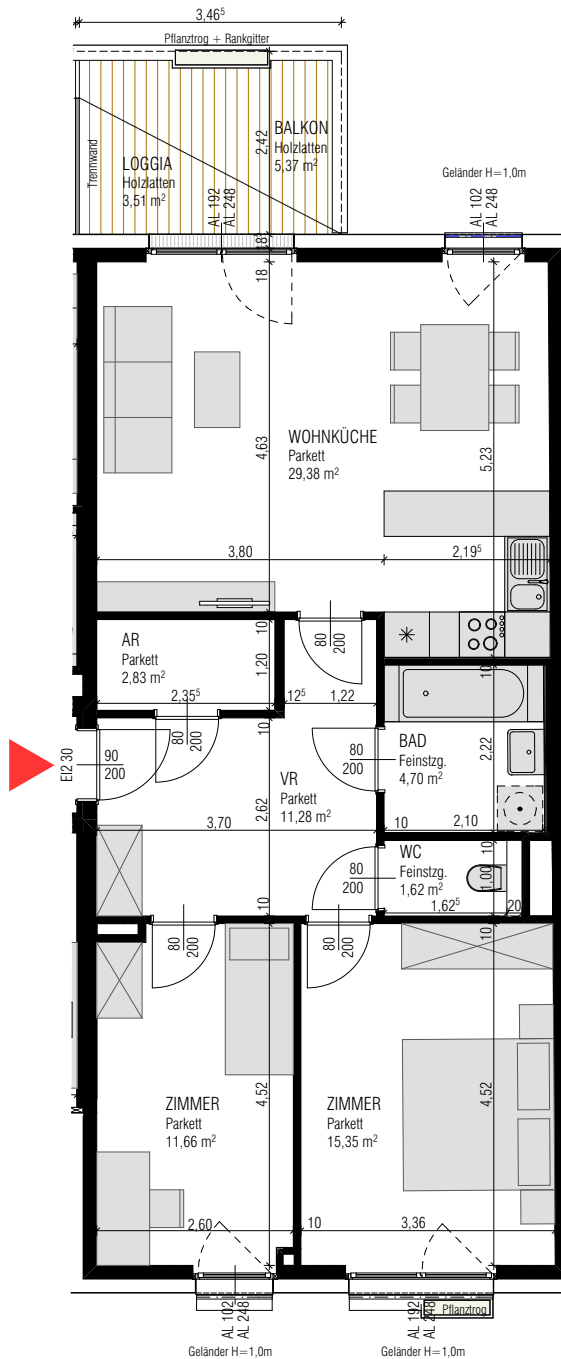 3,46⁵
Pflanztrog + Rankgitter
Trennwand
LOGGIA
Holzlatten
3,51 m²
2,42
BALKON
Holzlatten
5,37 m²
Geländer H=1,0m
AL 192
AL 248
AL 102
AL 248
18⁵
18
4,63
WOHNKÜCHE
Parkett
29,38 m²
5,23
3,80
2,19⁵
AR
Parkett
2,83 m²
10
1,20
80
200
2,35⁵
12⁵
1,22
10
80
200
10
BAD
Feinstzg.
4,70 m²
2,22
80
200
EI2 30
90
200
VR
Parkett
11,28 m²
2,62
3,70
10
2,10
WC
Feinstzg.
1,62 m²
10
1,00
80
200
1,62⁵
20
10
80
200
80
200
10
4,52
ZIMMER
Parkett
11,66 m²
ZIMMER
Parkett
15,35 m²
4,52
2,60
10
3,36
AL 102
AL 248
AL 192
AL 248
Pflanztrog
Geländer H=1,0m
Geländer H=1,0m